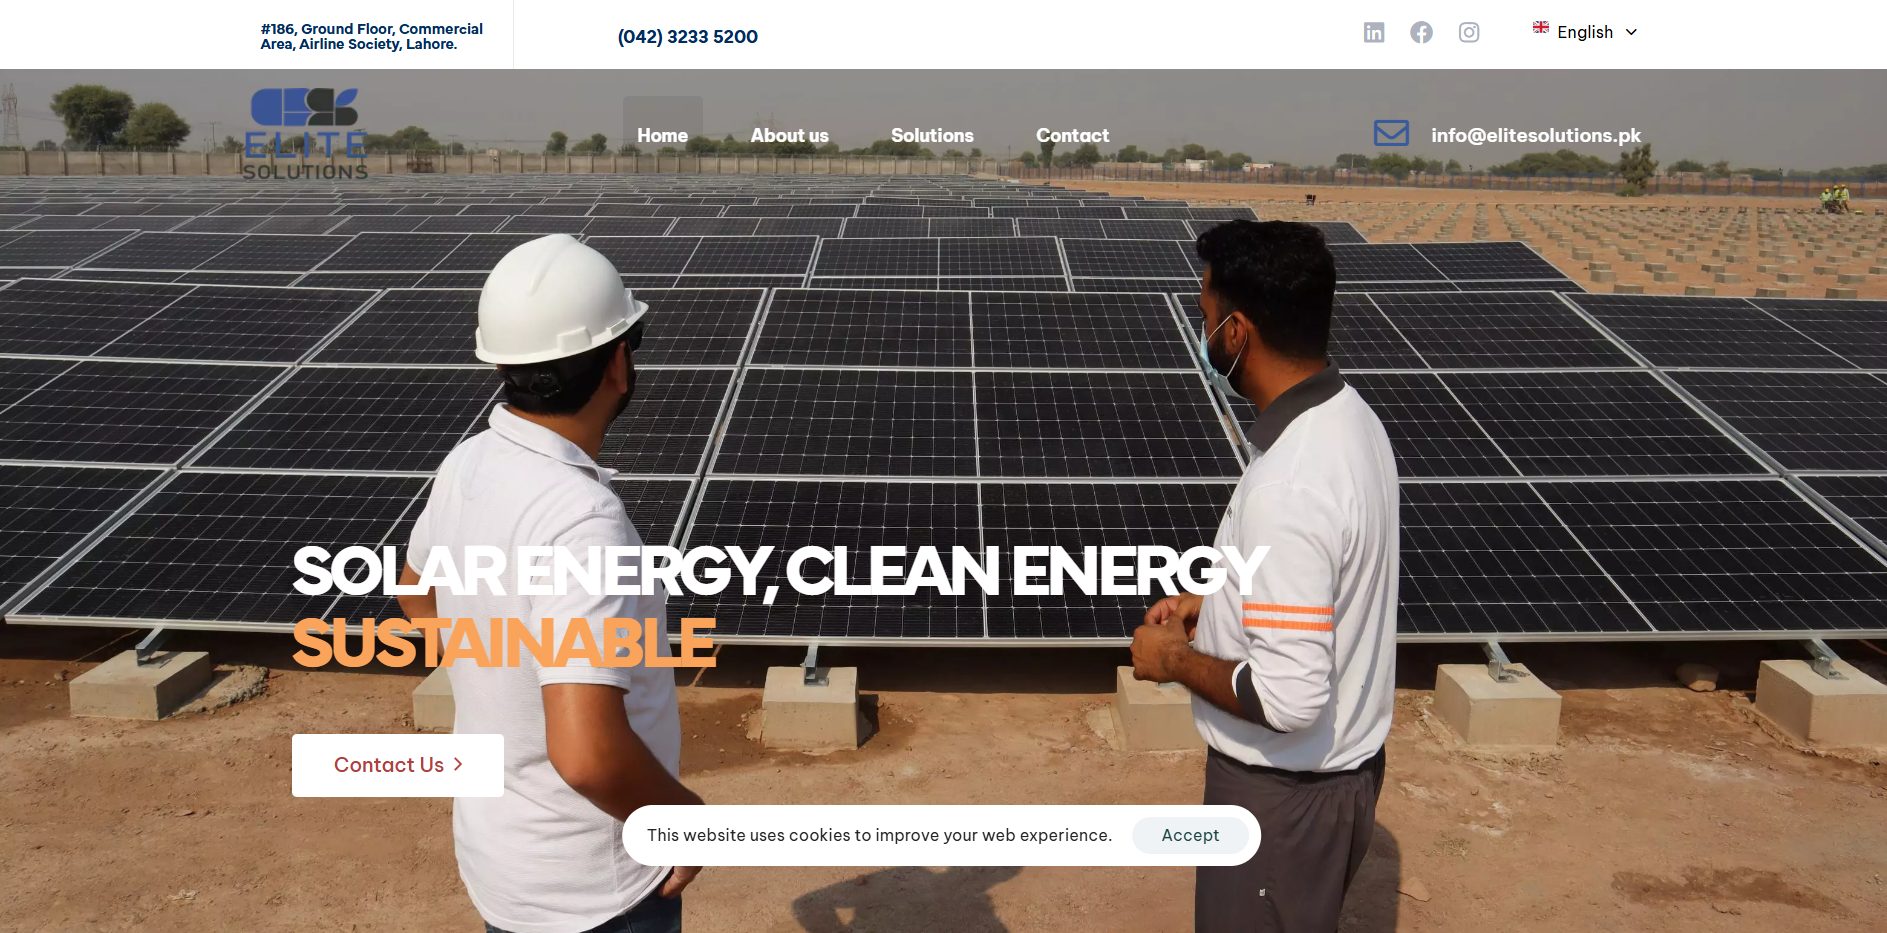 #186, Ground Floor, Commercial
Area, Airline Society, Lahore.
(042) 3233 5200
English
ELITE
SOLUTIONS
Home
About us
Solutions
Contact
info@elitesolutions.pk
SOLAR ENERGY, CLEAN ENERGY
SUSTAINABLE
Contact Us
This website uses cookies to improve your web experience.
Accept